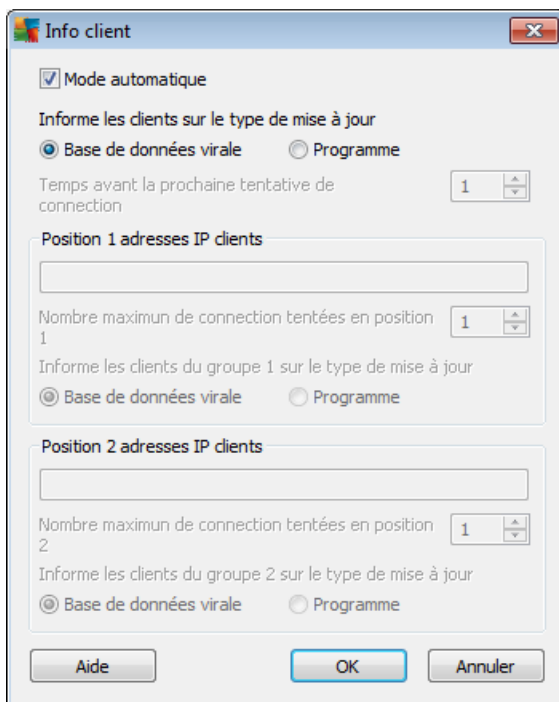 Info client
Mode automatique
Informe les clients sur le type de mise à jour
Base de données virale Programme
Temps avant la prochaine tentative de
connection
1
Position 1 adresses IP clients
Nombre maximun de connection tentées en position
1
1
Informe les clients du groupe 1 sur le type de mise à jour
Base de données virale Programme
Position 2 adresses IP clients
Nombre maximun de connection tentées en position
2
1
Informe les clients du groupe 2 sur le type de mise à jour
Base de données virale Programme
Aide OK Annuler